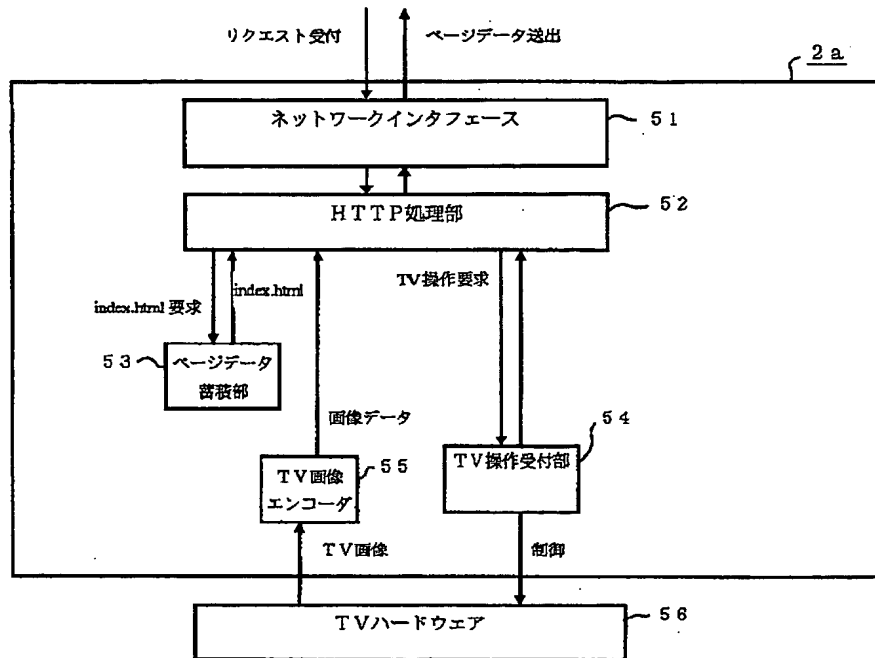 リクエスト受付
ページデータ送出
2a
ネットワークインタフェース
51
HTTP処理部
52
index.html 要求
index.html
TV操作要求
53
ページデータ
蓄積部
画像データ
54
TV画像
エンコーダ
55
TV操作受付部
TV画像
制御
TVハードウェア
56